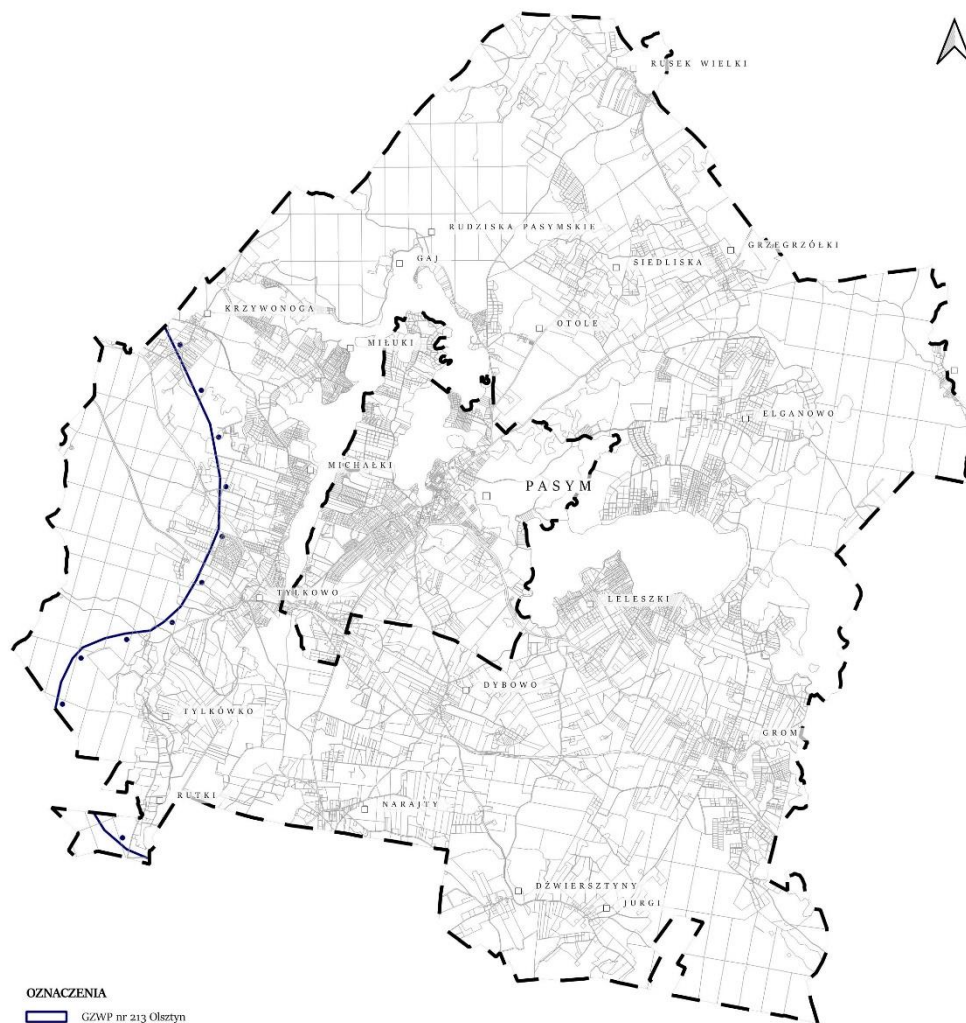 RUSEK WIELKI
RUDZISKA PASYMSKIE
GRZEGRZÓŁKI
GAJ
SIEDLISKA
KRZYWONOGA
OTOLE
MIŁUKI
ELGANOWO
MICHAŁKI
PASYM
TYLKOWO
LELESZKI
DYBOWO
TYLKÓWKO
GROM
RUTKI
NARAJTY
DŹWIERSZTYNY
JURGI
OZNACZENIA
GZWP nr 213 Olsztyn